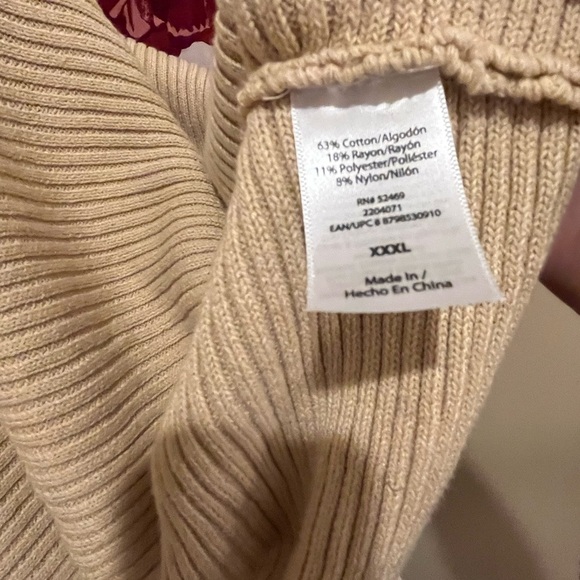 63% Cotton/Algodón
18% Rayon/Rayón
11% Polyester/Poliéster
8% Nylon/Nilón
RN# 52469
2204071
EAN/UPC 8 8798530910
XXXL
Made In /
Hecho En China